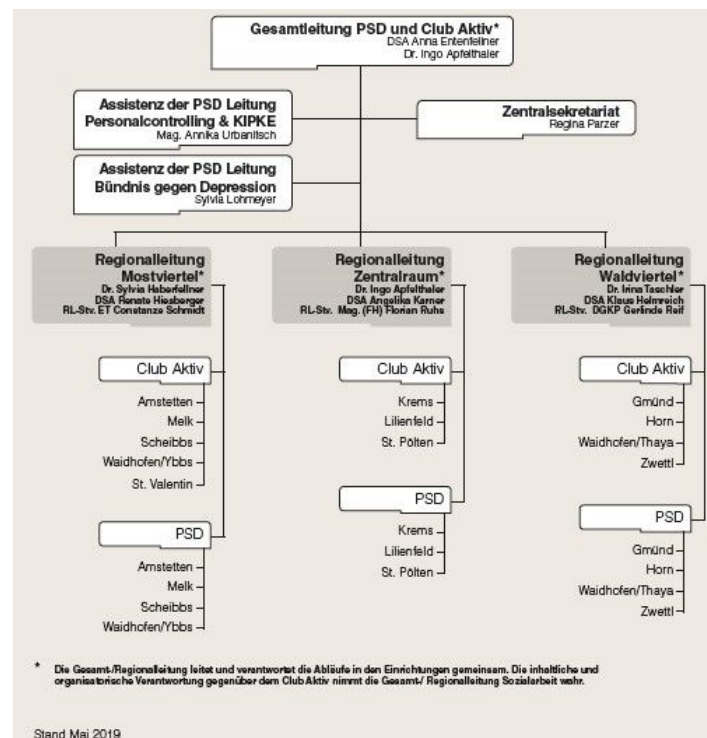 Gesamtleitung PSD und Club Aktiv*
DSA Anna Entenfellner
Dr. Ingo Apfelthaler
Assistenz der PSD Leitung
Personalcontrolling & KIPKE
Mag. Annika Urbanitsch
Zentralsekretariat
Regina Parzer
Assistenz der PSD Leitung
Bündnis gegen Depression
Sylvia Lohmeyer
Regionalleitung
Mostviertel*
Dr. Sylvia Haberfellner
DSA Renate Hiesberger
RL-Stv. ET Constanze Schmidt
Club Aktiv
Amstetten
Melk
Scheibbs
Waidhofen/Ybbs
St. Valentin
PSD
Amstetten
Melk
Scheibbs
Waidhofen/Ybbs
Regionalleitung
Zentralraum*
Dr. Ingo Apfelthaler
DSA Angelika Karner
RL-Stv. Mag. (FH) Florian Ruhs
Club Aktiv
Krems
Lilienfeld
St. Pölten
PSD
Krems
Lilienfeld
St. Pölten
Regionalleitung
Waldviertel*
Dr. Irina Taschler
DSA Klaus Helmreich
RL-Stv. DGKP Gerlinde Reif
Club Aktiv
Gmünd
Horn
Waidhofen/Thaya
Zwettl
PSD
Gmünd
Horn
Waidhofen/Thaya
Zwettl
* Die Gesamt-/Regionalleitung leitet und verantwortet die Abläufe in den Einrichtungen gemeinsam. Die inhaltliche und
organisatorische Verantwortung gegenüber dem Club Aktiv nimmt die Gesamt-/ Regionalleitung Sozialarbeit wahr.
Stand Mai 2019